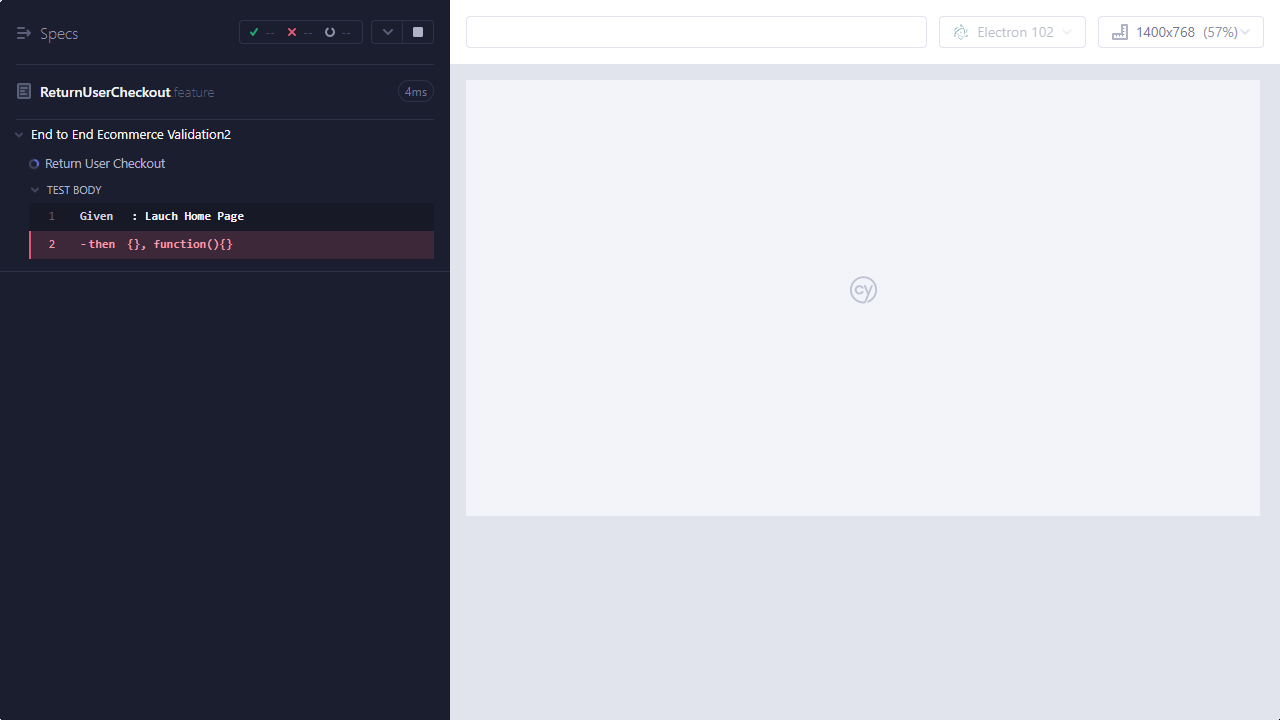 Specs
-- -- --
ReturnUserCheckout feature 4ms
End to End Ecommerce Validation2
Return User Checkout
TEST BODY
1 Given : Lauch Home Page
2 -then {}, function(){}
Electron 102
1400x768 (57%)
cy